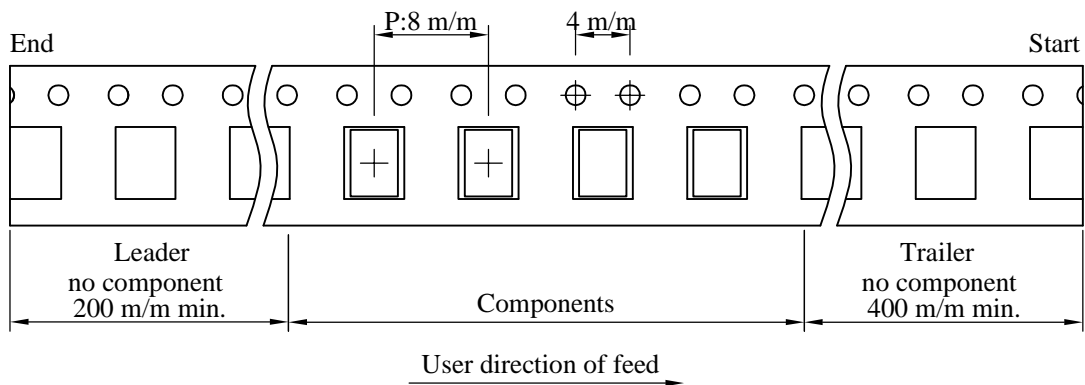 P:8 m/m
4 m/m
End
Start
Leader
no component
200 m/m min.
Components
Trailer
no component
400 m/m min.
User direction of feed